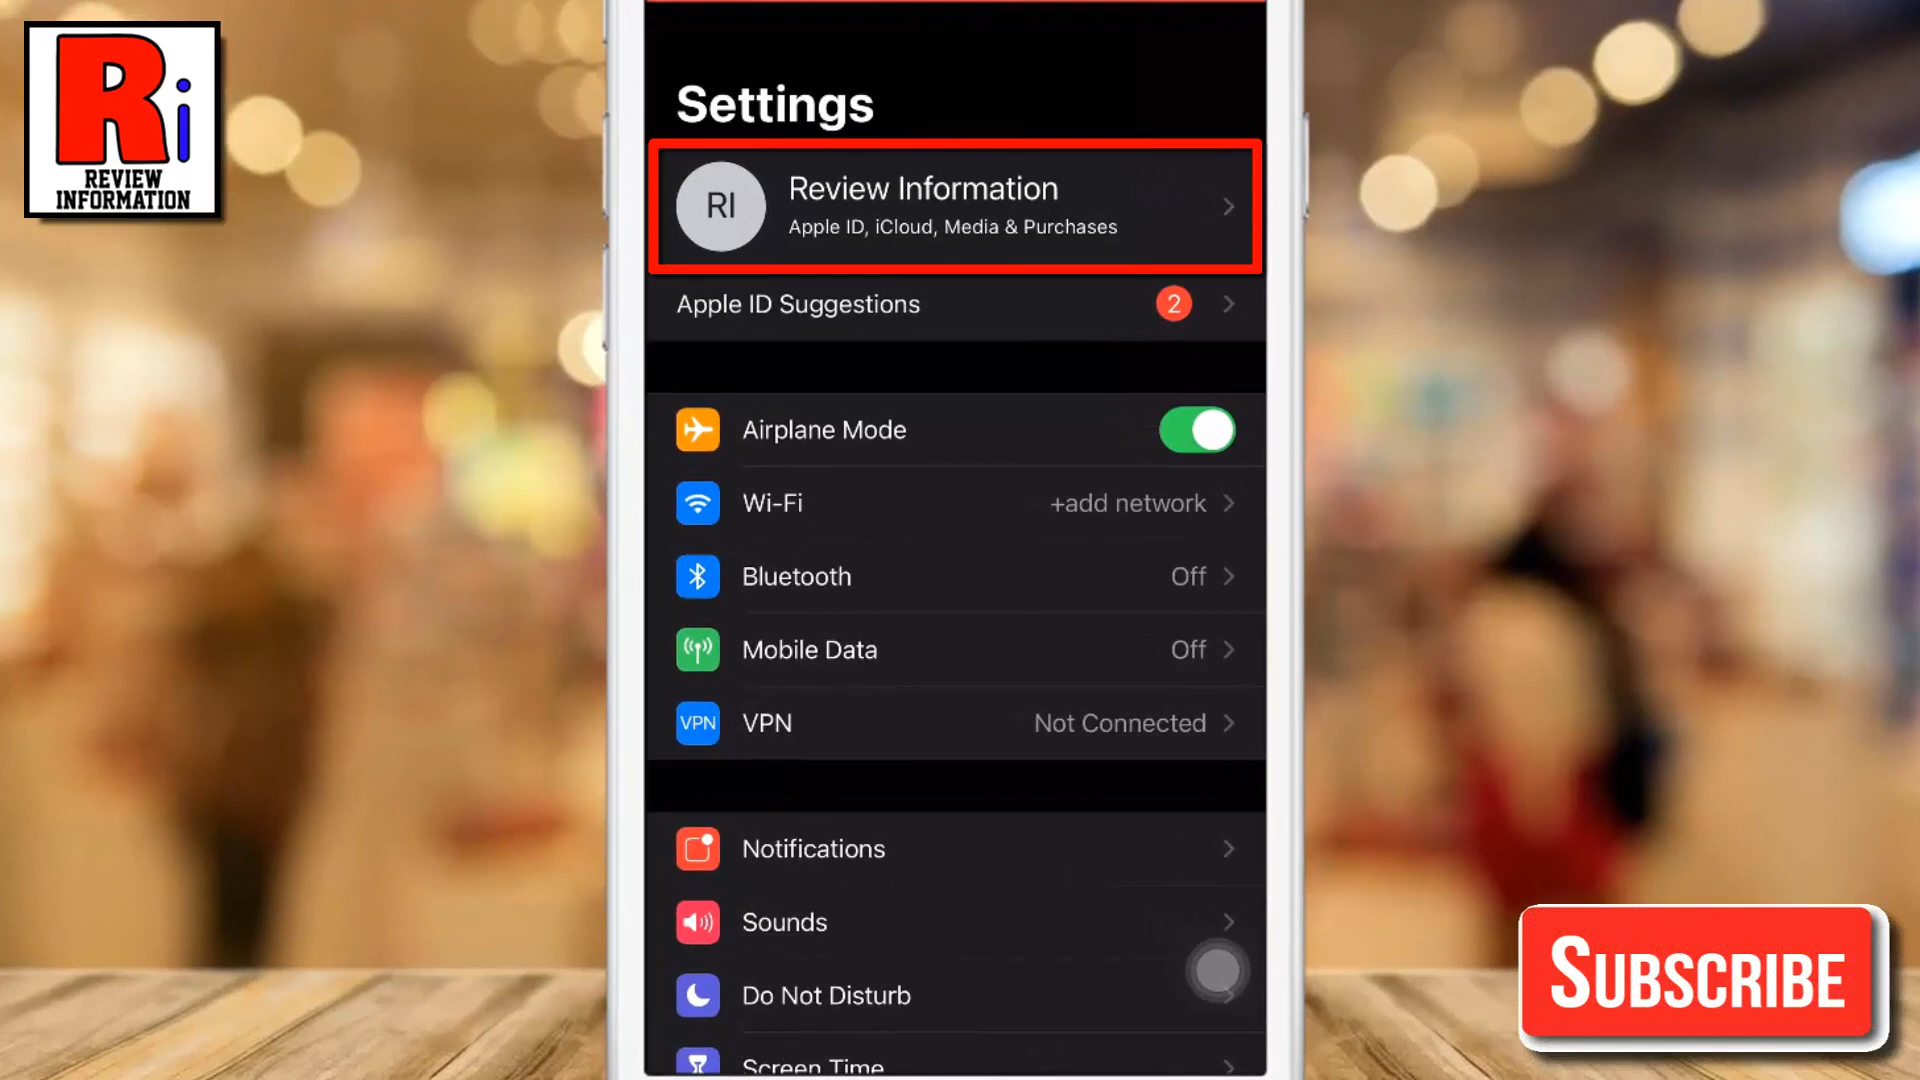 Ri
REVIEW
INFORMATION
Settings
RI
Review Information
Apple ID, iCloud, Media & Purchases
Apple ID Suggestions 2
Airplane Mode
Wi-Fi +add network
Bluetooth Off
Mobile Data Off
VPN VPN Not Connected
Notifications
Sounds
Do Not Disturb
Screen Time
SUBSCRIBE